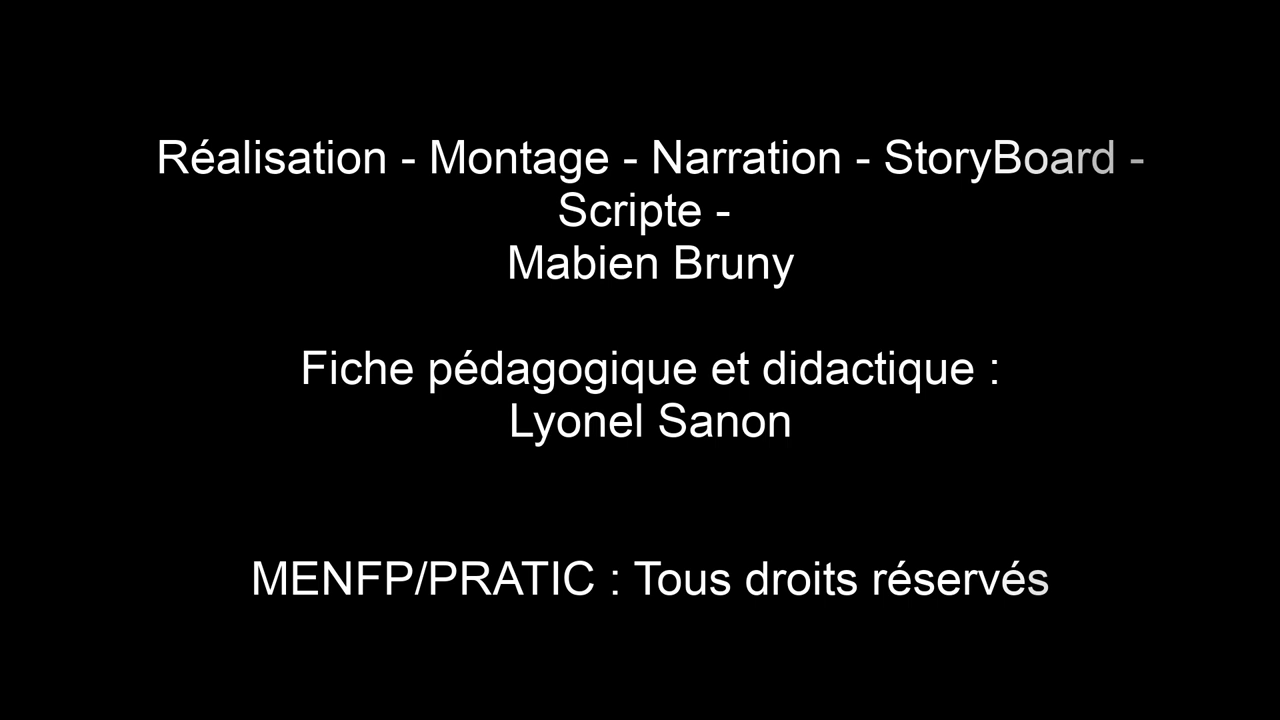 Réalisation - Montage - Narration - StoryBoard -
Scripte -
Mabien Bruny
Fiche pédagogique et didactique :
Lyonel Sanon
MENFP/PRATIC : Tous droits réservés